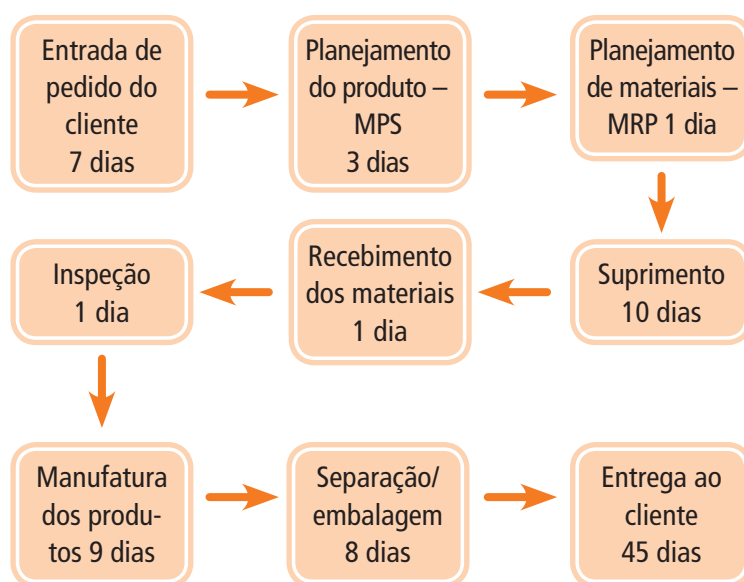 Entrada de
pedido do
cliente
7 dias
Planejamento
do produto –
MPS
3 dias
Planejamento
de materiais –
MRP 1 dia
Suprimento
10 dias
Recebimento
dos materiais
1 dia
Inspeção
1 dia
Manufatura
dos produ-
tos 9 dias
Separação/
embalagem
8 dias
Entrega ao
cliente
45 dias